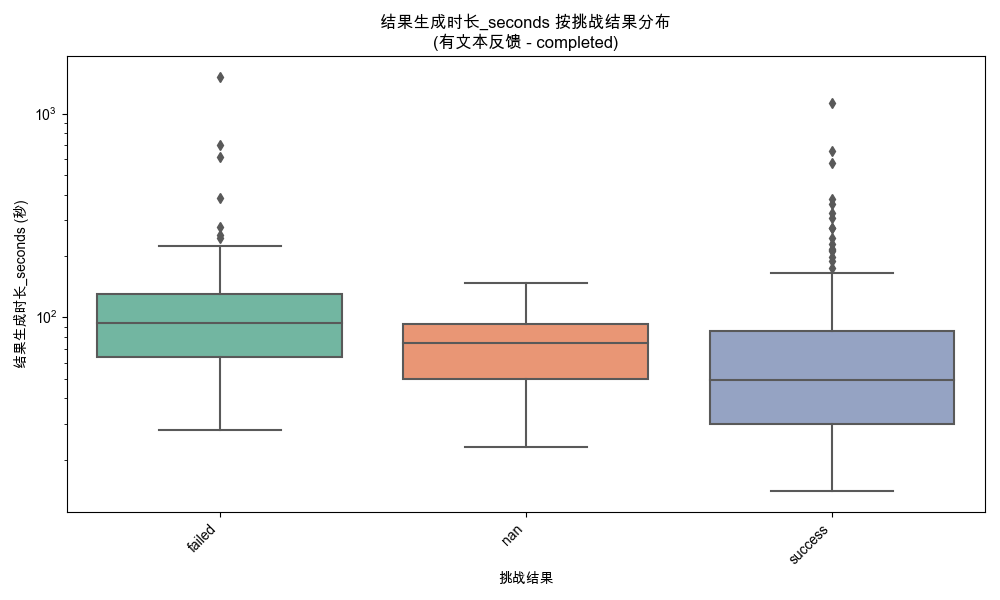 结果生成时长_seconds 按挑战结果分布
(有文本反馈 - completed)
结果生成时长_seconds (秒)
10³
10²
failed
nan
success
挑战结果